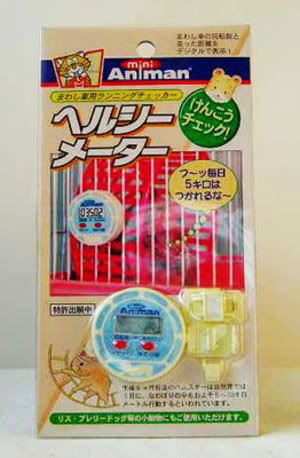 まわし車の回転数と
走った距離を
デジタルで表示!
mini
Animan
まわし車用ランニングチェッカー
けんこう
チェック!
ヘルシー
メーター
フーッ毎日
5キロは
つかれるな〜
特許出願中
mini
Animan
リス・プレリードッグ等の小動物にもご使用いただけます。